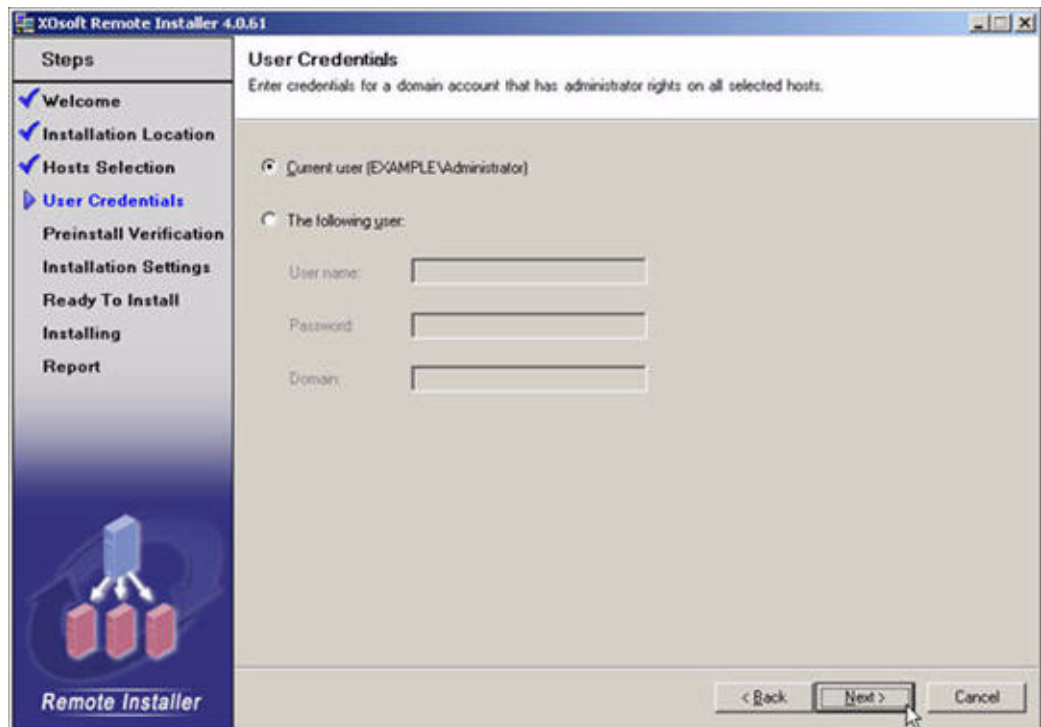 XOsoft Remote Installer 4.0.61
Steps
Welcome
Installation Location
Hosts Selection
User Credentials
Preinstall Verification
Installation Settings
Ready To Install
Installing
Report
Remote Installer
User Credentials
Enter credentials for a domain account that has administrator rights on all selected hosts.
Current user (EXAMPLE\Administrator)
The following user:
User name:
Password:
Domain:
< Back
Next >
Cancel